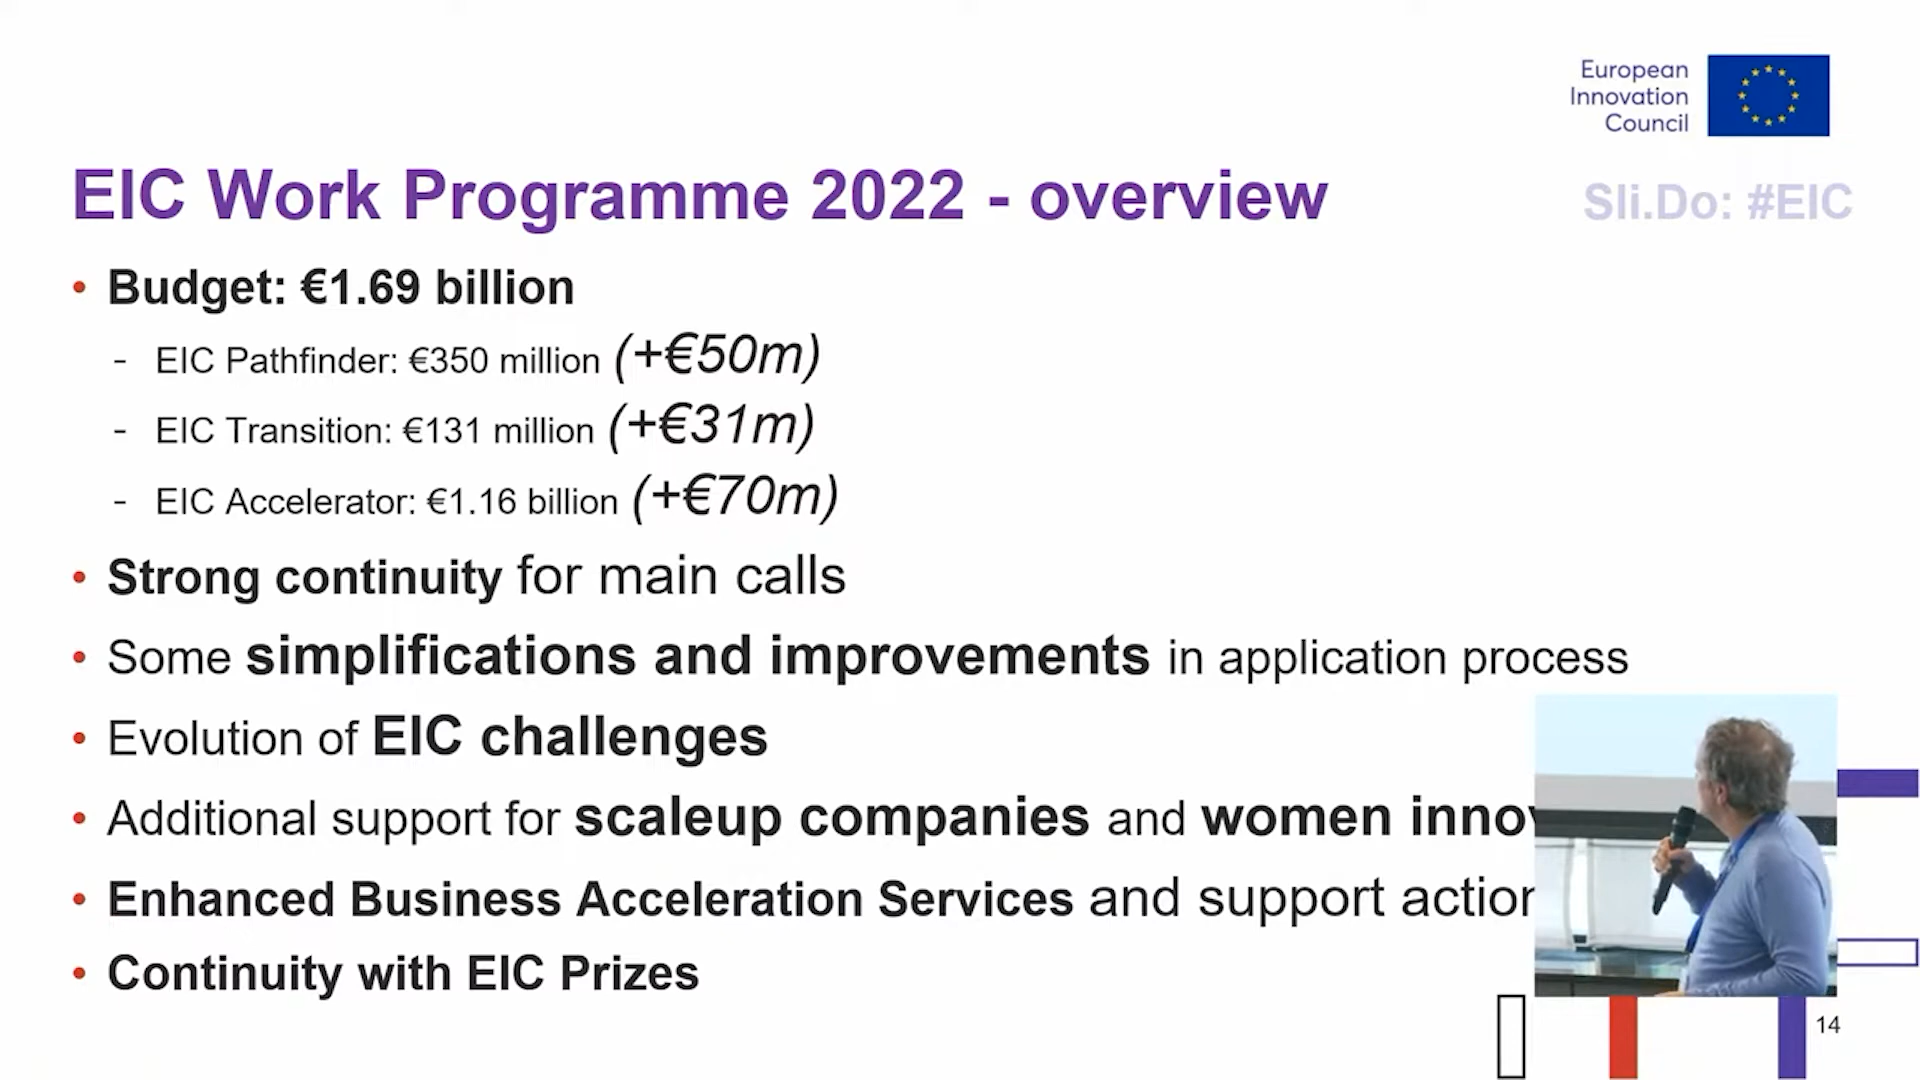 European
Innovation
Council
EIC Work Programme 2022 - overview
Sli.Do: #EIC
• Budget: €1.69 billion
- EIC Pathfinder: €350 million (+€50m)
- EIC Transition: €131 million (+€31m)
- EIC Accelerator: €1.16 billion (+€70m)
• Strong continuity for main calls
• Some simplifications and improvements in application process
• Evolution of EIC challenges
• Additional support for scaleup companies and women
• Enhanced Business Acceleration Services and support
• Continuity with EIC Prizes
14